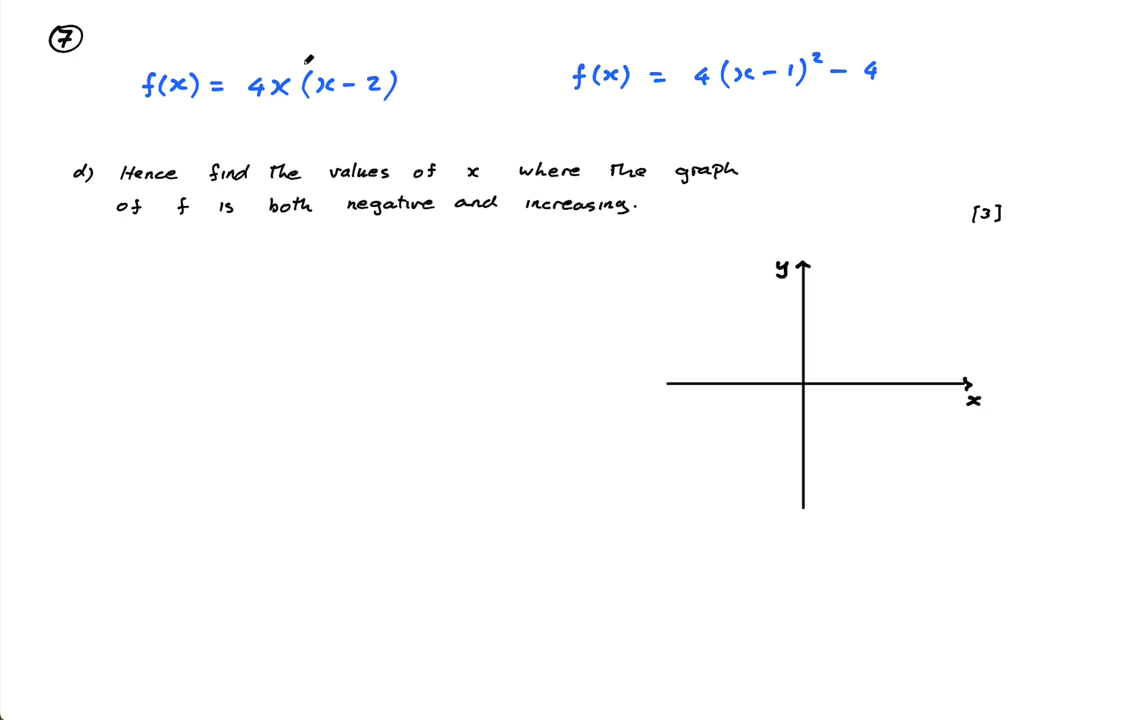 7
f(x) = 4x(x-2)
f(x) = 4(x-1)² - 4
d) Hence find the values of x where the graph
of f is both negative and increasing.
[3]
y
x